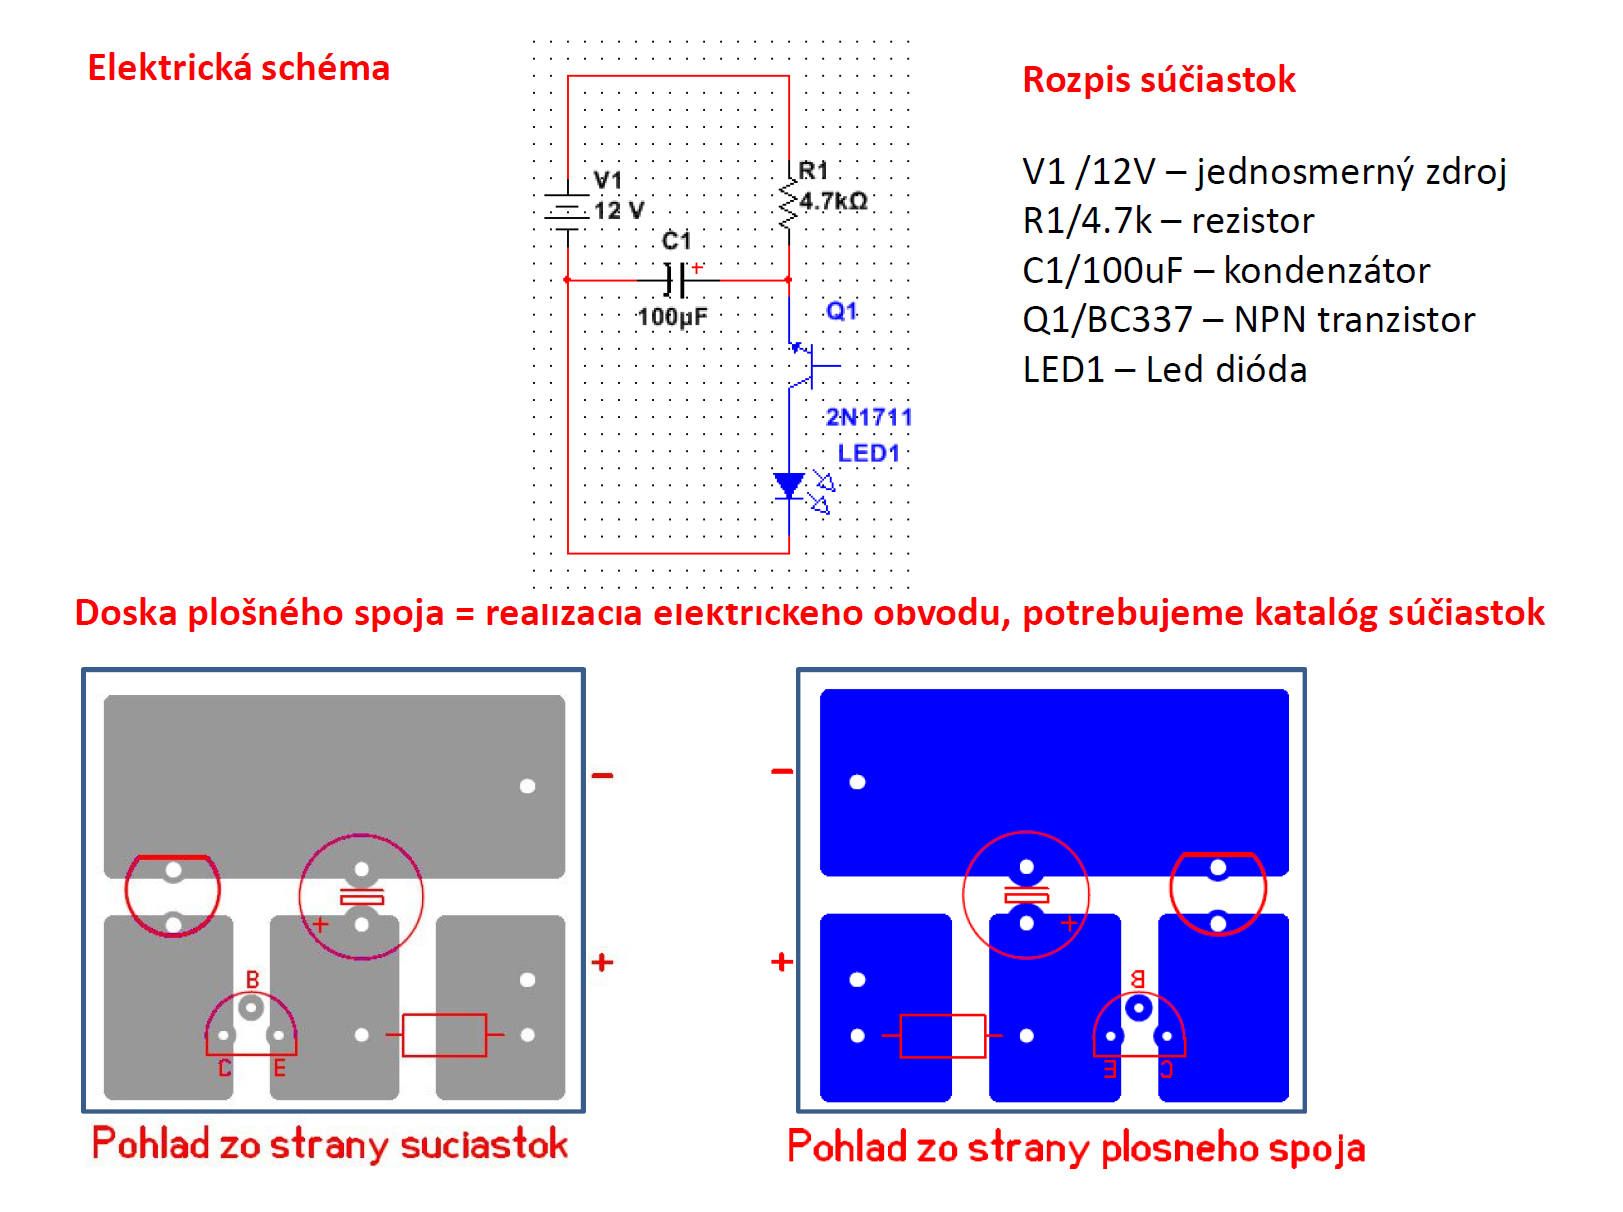 Elektrická schéma
Rozpis súčiastok
V1 /12V – jednosmerný zdroj
R1/4.7k – rezistor
C1/100uF – kondenzátor
Q1/BC337 – NPN tranzistor
LED1 – Led dióda
V1
12 V
R1
4.7kΩ
C1
+
100µF
Q1
2N1711
LED1
Doska plošného spoja = realizácia elektrického obvodu, potrebujeme katalóg súčiastok
–
+
+
B
C E
Pohlad zo strany suciastok
–
+
+
B
E C
Pohlad zo strany plosneho spoja